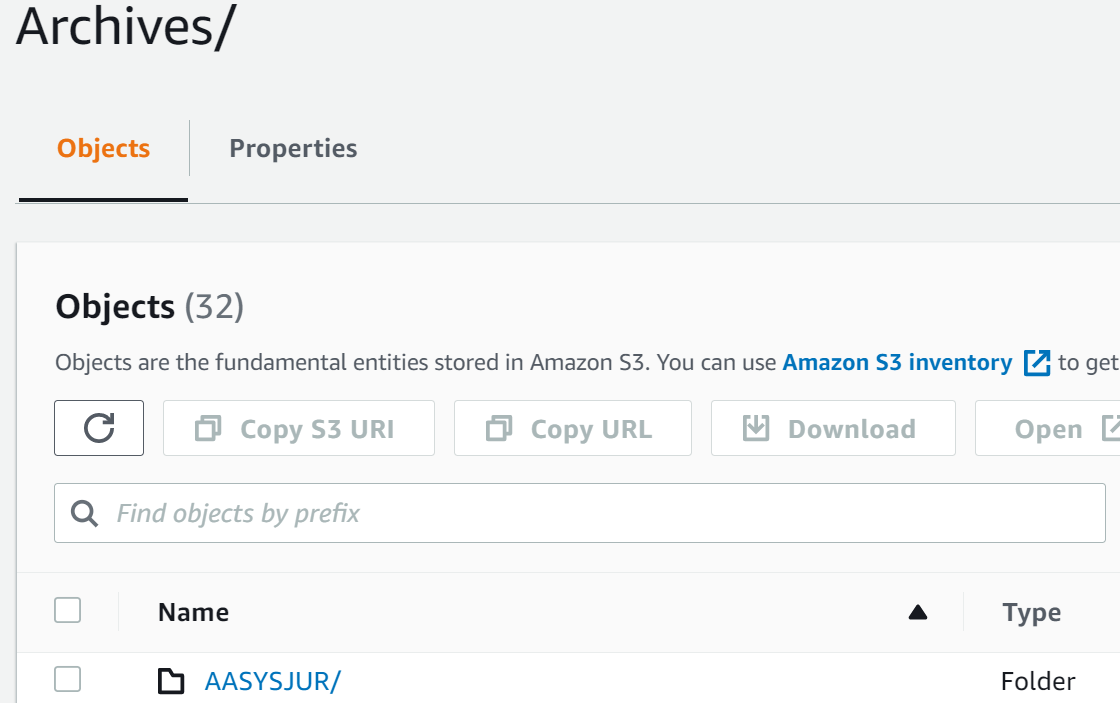 Archives/
Objects
Properties
Objects (32)
Objects are the fundamental entities stored in Amazon S3. You can use Amazon S3 inventory to get
Copy S3 URI
Copy URL
Download
Open
Find objects by prefix
Name
Type
AASYSJUR/
Folder